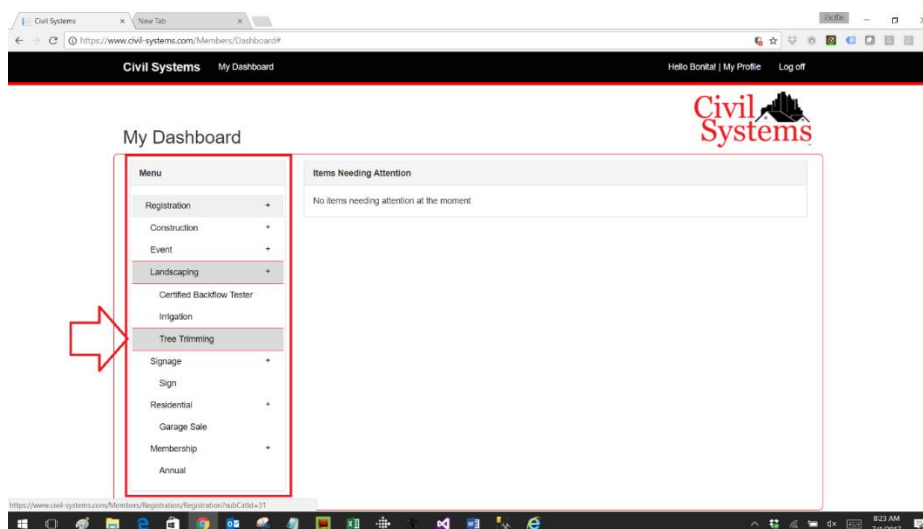 Civil Systems
New Tab
https://www.civil-systems.com/Members/Dashboard#
Civil Systems My Dashboard Hello Bonita! | My Profile Log off
Civil
Systems
My Dashboard
Menu
Items Needing Attention
Registration +
No items needing attention at the moment
Construction +
Event +
Landscaping +
Certified Backflow Tester
Irrigation
Tree Trimming
Signage +
Sign
Residential +
Garage Sale
Membership +
Annual
https://www.civil-systems.com/Members/Registration/Registration?subCatId=31
8:23 AM